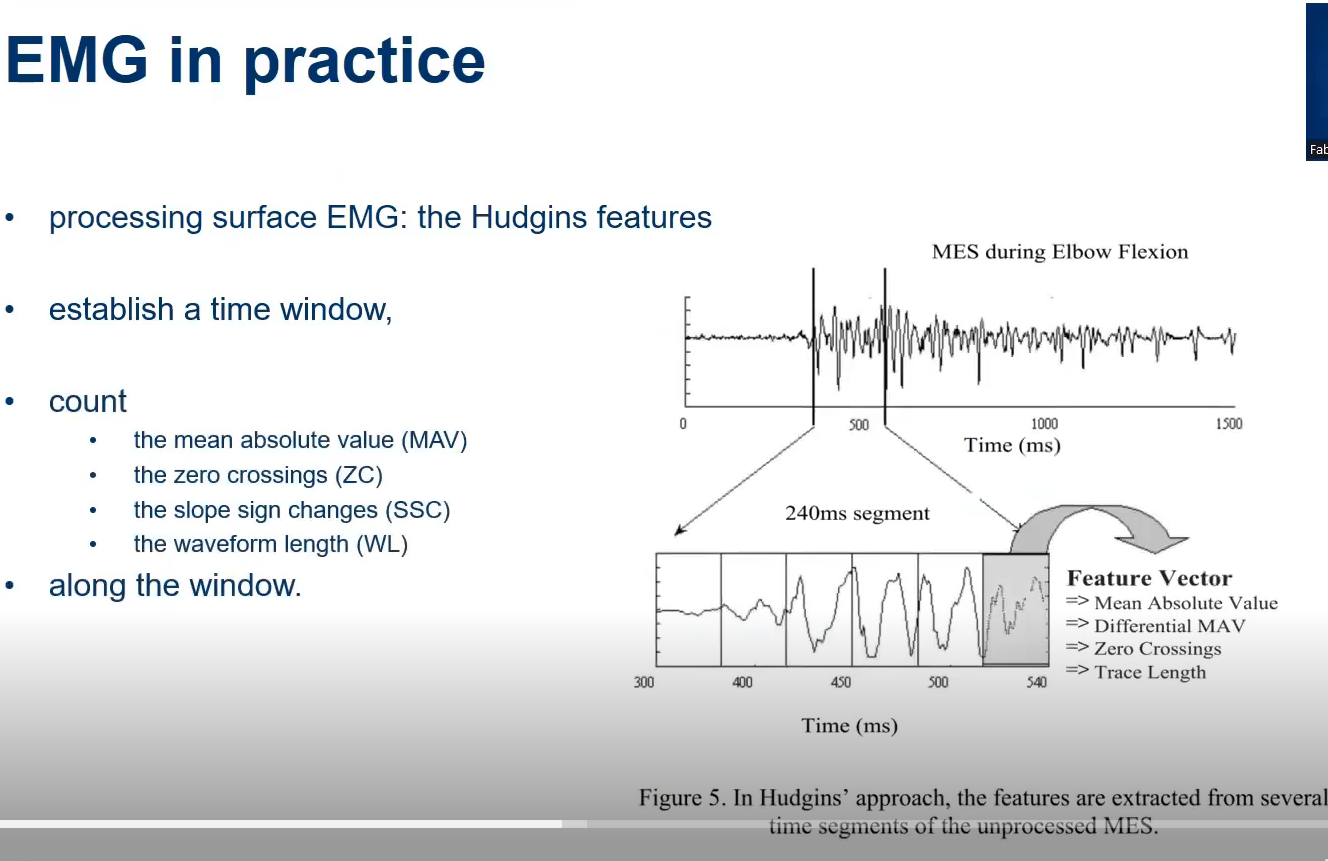 EMG in practice
Fab
• processing surface EMG: the Hudgins features
• establish a time window,
• count
• the mean absolute value (MAV)
• the zero crossings (ZC)
• the slope sign changes (SSC)
• the waveform length (WL)
• along the window.
MES during Elbow Flexion
0 500 1000 1500
Time (ms)
240ms segment
Feature Vector
=> Mean Absolute Value
=> Differential MAV
=> Zero Crossings
=> Trace Length
300 400 450 500 540
Time (ms)
Figure 5. In Hudgins’ approach, the features are extracted from several
time segments of the unprocessed MES.